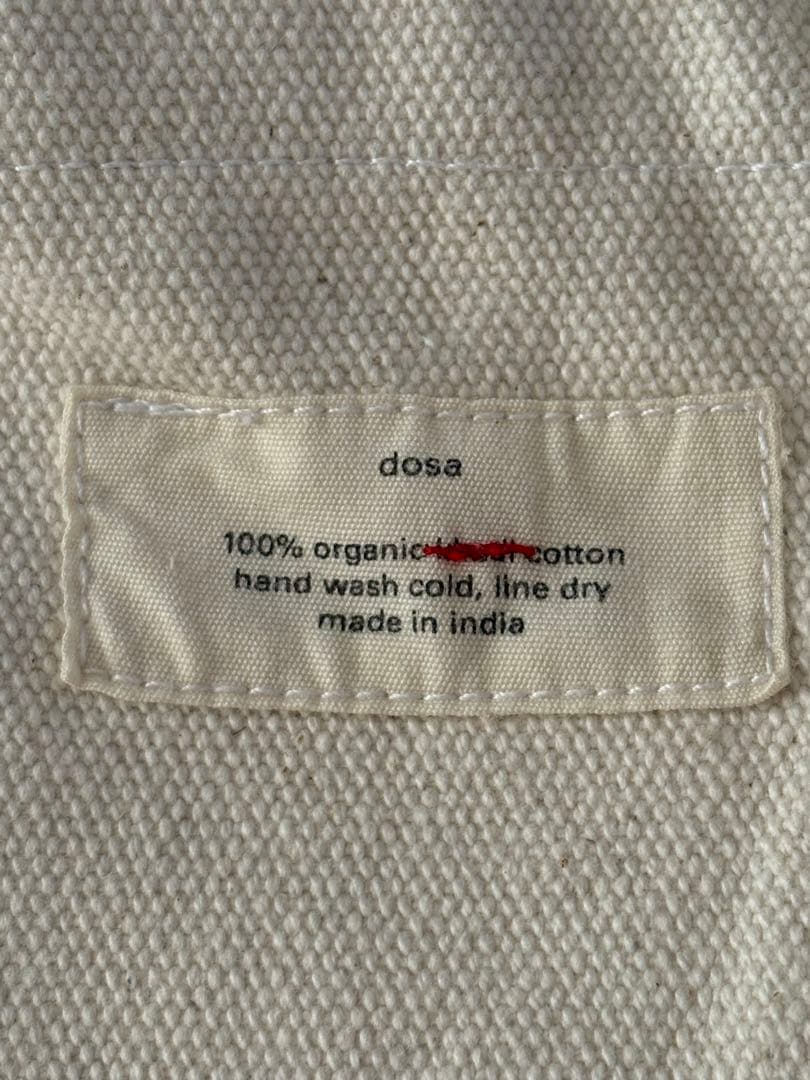 dosa
100% organic cotton
hand wash cold, line dry
made in india